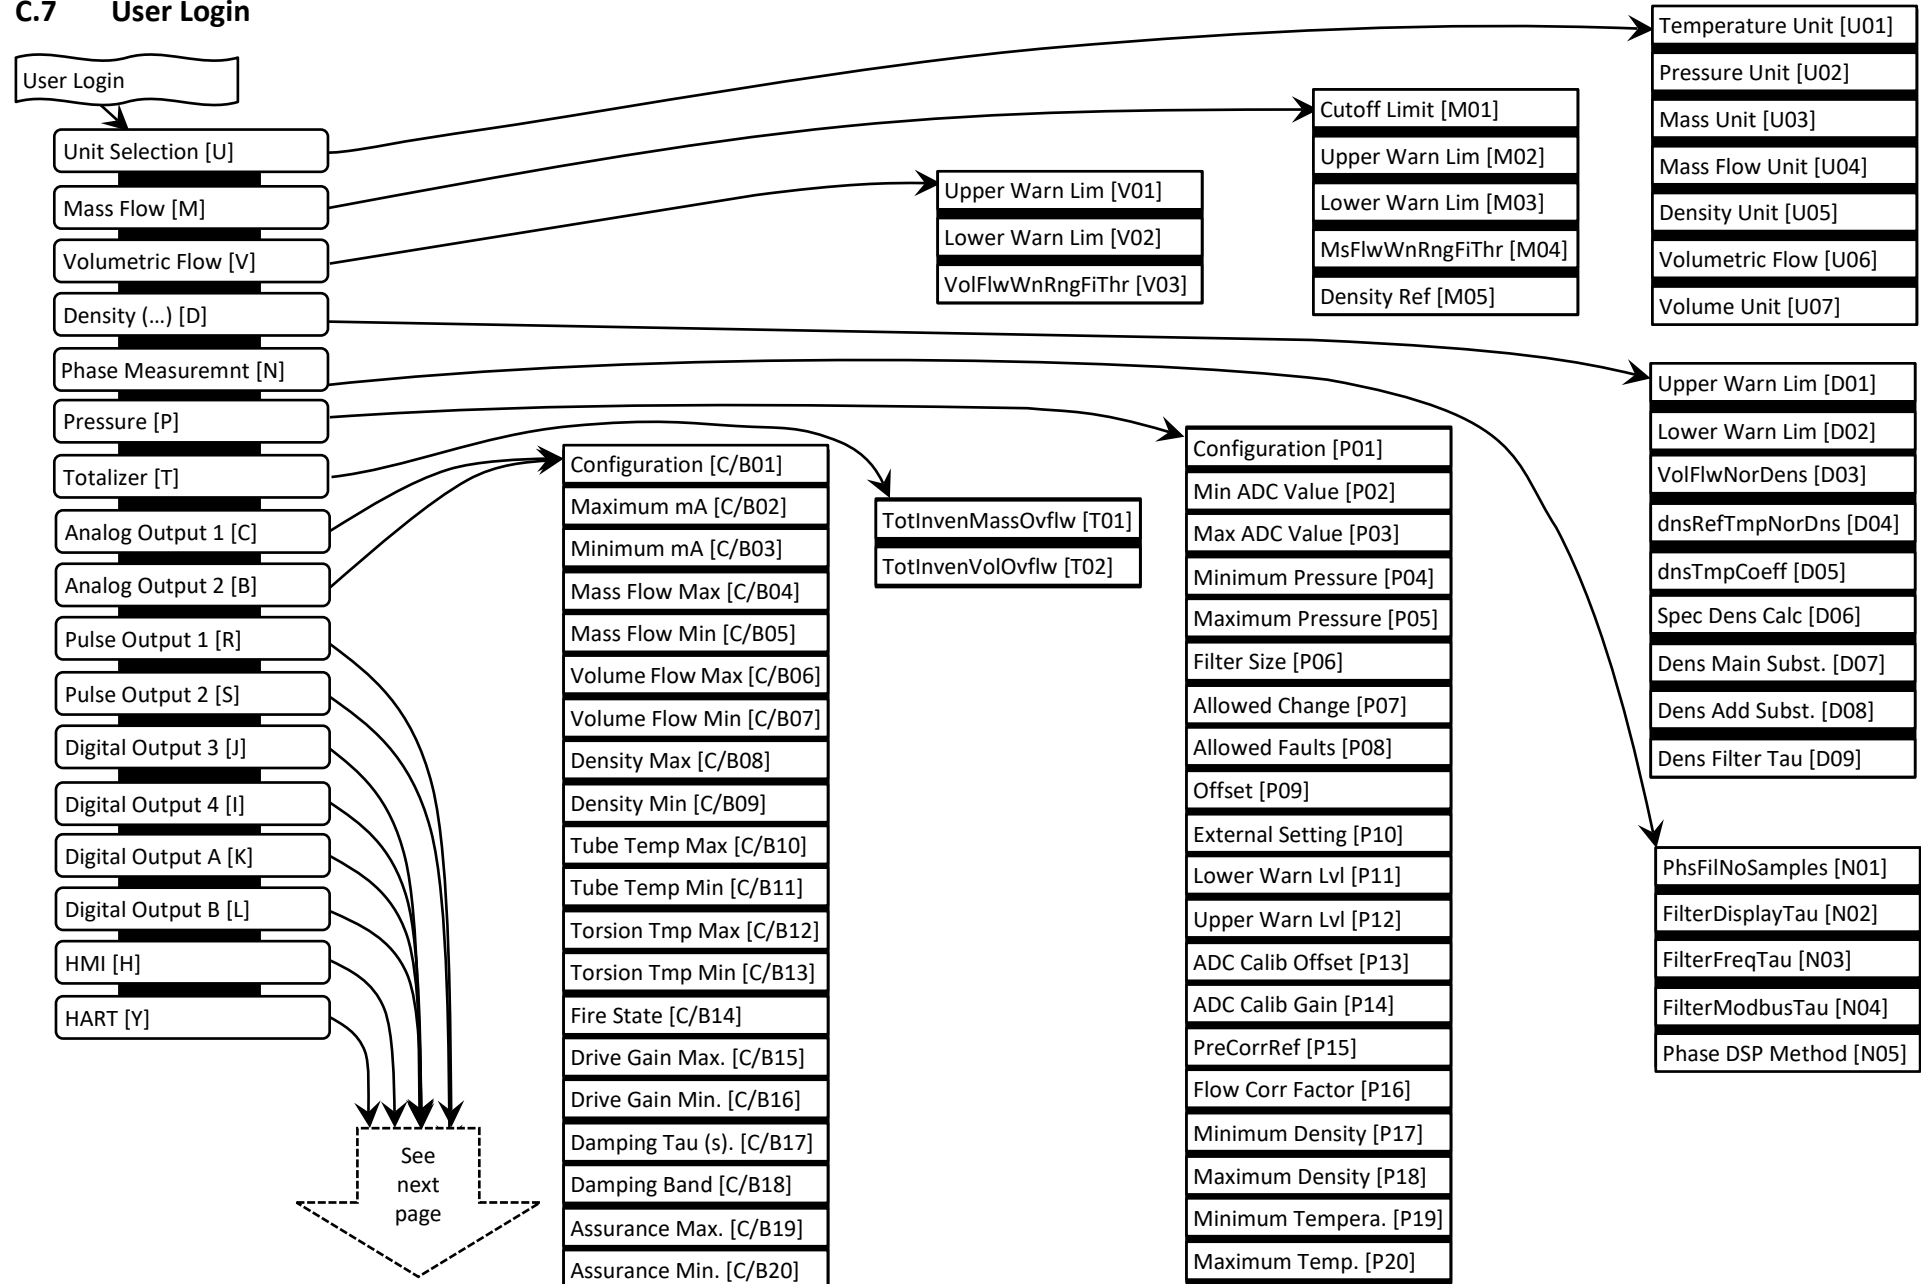 C.7 User Login
User Login
Unit Selection [U]
Mass Flow [M]
Volumetric Flow [V]
Density (...) [D]
Phase Measuremnt [N]
Pressure [P]
Totalizer [T]
Analog Output 1 [C]
Analog Output 2 [B]
Pulse Output 1 [R]
Pulse Output 2 [S]
Digital Output 3 [J]
Digital Output 4 [I]
Digital Output A [K]
Digital Output B [L]
HMI [H]
HART [Y]
See
next
page
Configuration [C/B01]
Maximum mA [C/B02]
Minimum mA [C/B03]
Mass Flow Max [C/B04]
Mass Flow Min [C/B05]
Volume Flow Max [C/B06]
Volume Flow Min [C/B07]
Density Max [C/B08]
Density Min [C/B09]
Tube Temp Max [C/B10]
Tube Temp Min [C/B11]
Torsion Tmp Max [C/B12]
Torsion Tmp Min [C/B13]
Fire State [C/B14]
Drive Gain Max. [C/B15]
Drive Gain Min. [C/B16]
Damping Tau (s). [C/B17]
Damping Band [C/B18]
Assurance Max. [C/B19]
Assurance Min. [C/B20]
TotInvenMassOvflw [T01]
TotInvenVolOvflw [T02]
Upper Warn Lim [V01]
Lower Warn Lim [V02]
VolFlwWnRngFiThr [V03]
Configuration [P01]
Min ADC Value [P02]
Max ADC Value [P03]
Minimum Pressure [P04]
Maximum Pressure [P05]
Filter Size [P06]
Allowed Change [P07]
Allowed Faults [P08]
Offset [P09]
External Setting [P10]
Lower Warn Lvl [P11]
Upper Warn Lvl [P12]
ADC Calib Offset [P13]
ADC Calib Gain [P14]
PreCorrRef [P15]
Flow Corr Factor [P16]
Minimum Density [P17]
Maximum Density [P18]
Minimum Tempera. [P19]
Maximum Temp. [P20]
Cutoff Limit [M01]
Upper Warn Lim [M02]
Lower Warn Lim [M03]
MsFlwWnRngFiThr [M04]
Density Ref [M05]
Temperature Unit [U01]
Pressure Unit [U02]
Mass Unit [U03]
Mass Flow Unit [U04]
Density Unit [U05]
Volumetric Flow [U06]
Volume Unit [U07]
Upper Warn Lim [D01]
Lower Warn Lim [D02]
VolFlwNorDens [D03]
dnsRefTmpNorDns [D04]
dnsTmpCoeff [D05]
Spec Dens Calc [D06]
Dens Main Subst. [D07]
Dens Add Subst. [D08]
Dens Filter Tau [D09]
PhsFilNoSamples [N01]
FilterDisplayTau [N02]
FilterFreqTau [N03]
FilterModbusTau [N04]
Phase DSP Method [N05]